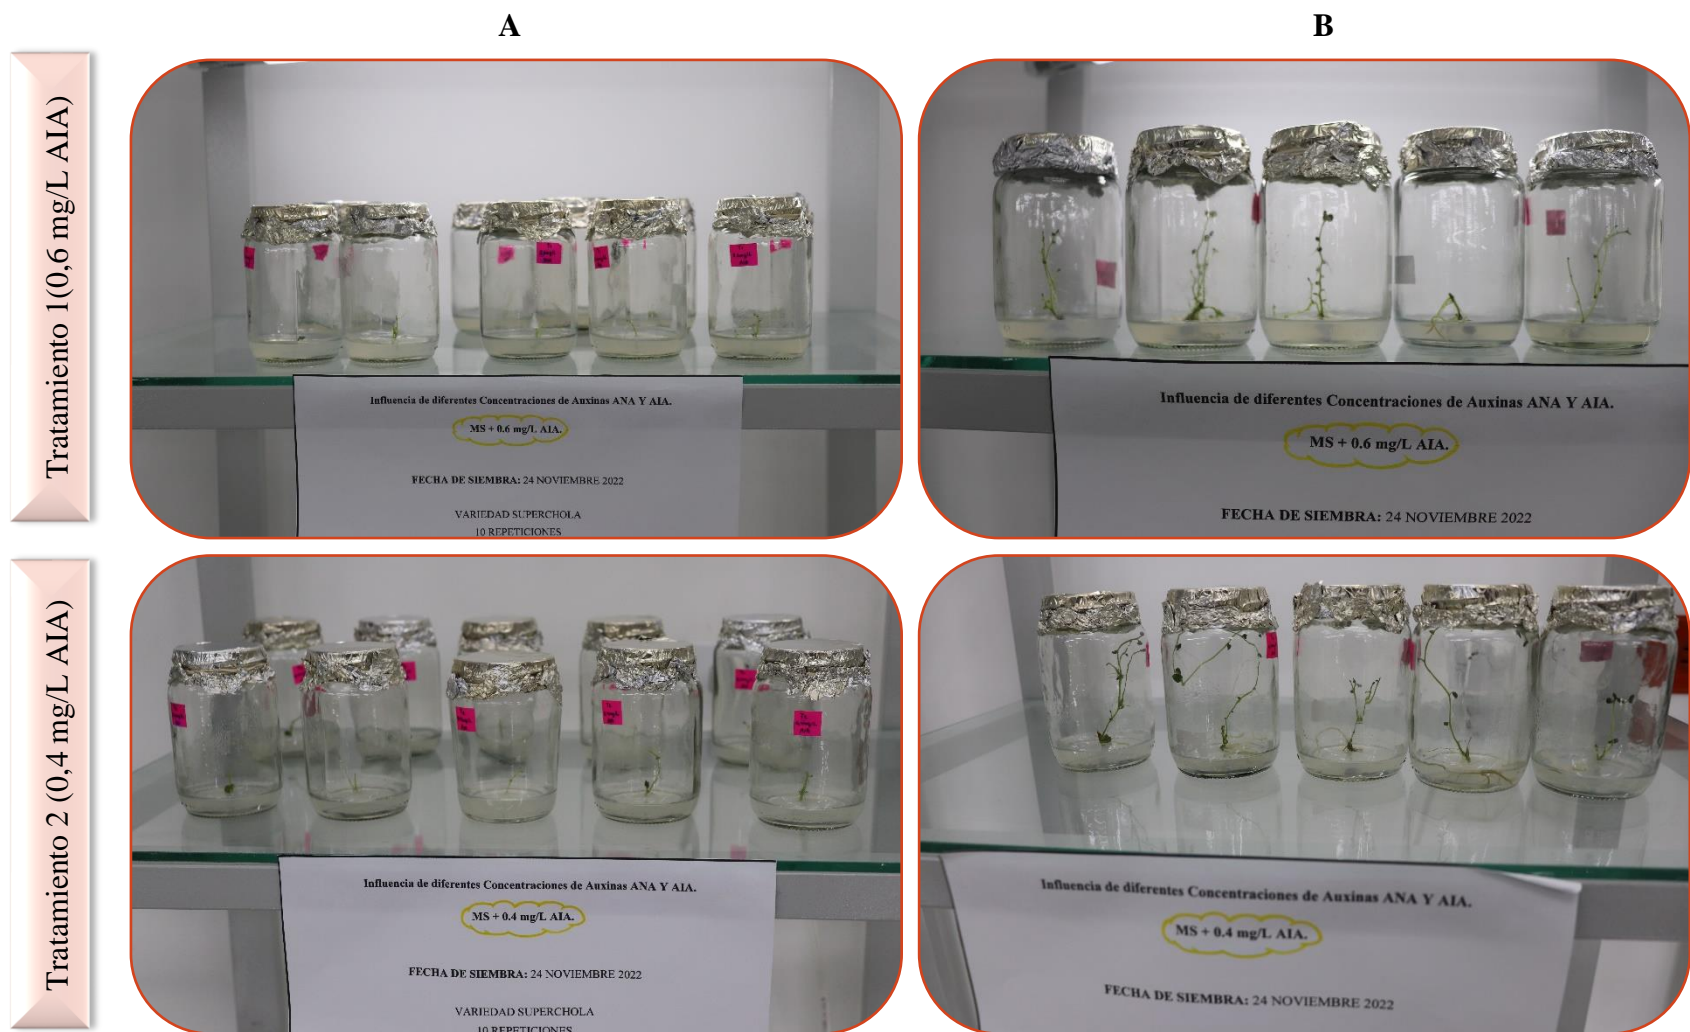 A
B
Tratamiento 1(0,6 mg/L AIA)
Influencia de diferentes Concentraciones de Auxinas ANA Y AIA.
MS + 0.6 mg/L AIA.
FECHA DE SIEMBRA: 24 NOVIEMBRE 2022
VARIEDAD SUPERCHOLA
10 REPETICIONES
Influencia de diferentes Concentraciones de Auxinas ANA Y AIA.
MS + 0.6 mg/L AIA.
FECHA DE SIEMBRA: 24 NOVIEMBRE 2022
Tratamiento 2 (0,4 mg/L AIA)
Influencia de diferentes Concentraciones de Auxinas ANA Y AIA.
MS + 0.4 mg/L AIA.
FECHA DE SIEMBRA: 24 NOVIEMBRE 2022
VARIEDAD SUPERCHOLA
10 REPETICIONES
Influencia de diferentes Concentraciones de Auxinas ANA Y AIA.
MS + 0.4 mg/L AIA.
FECHA DE SIEMBRA: 24 NOVIEMBRE 2022